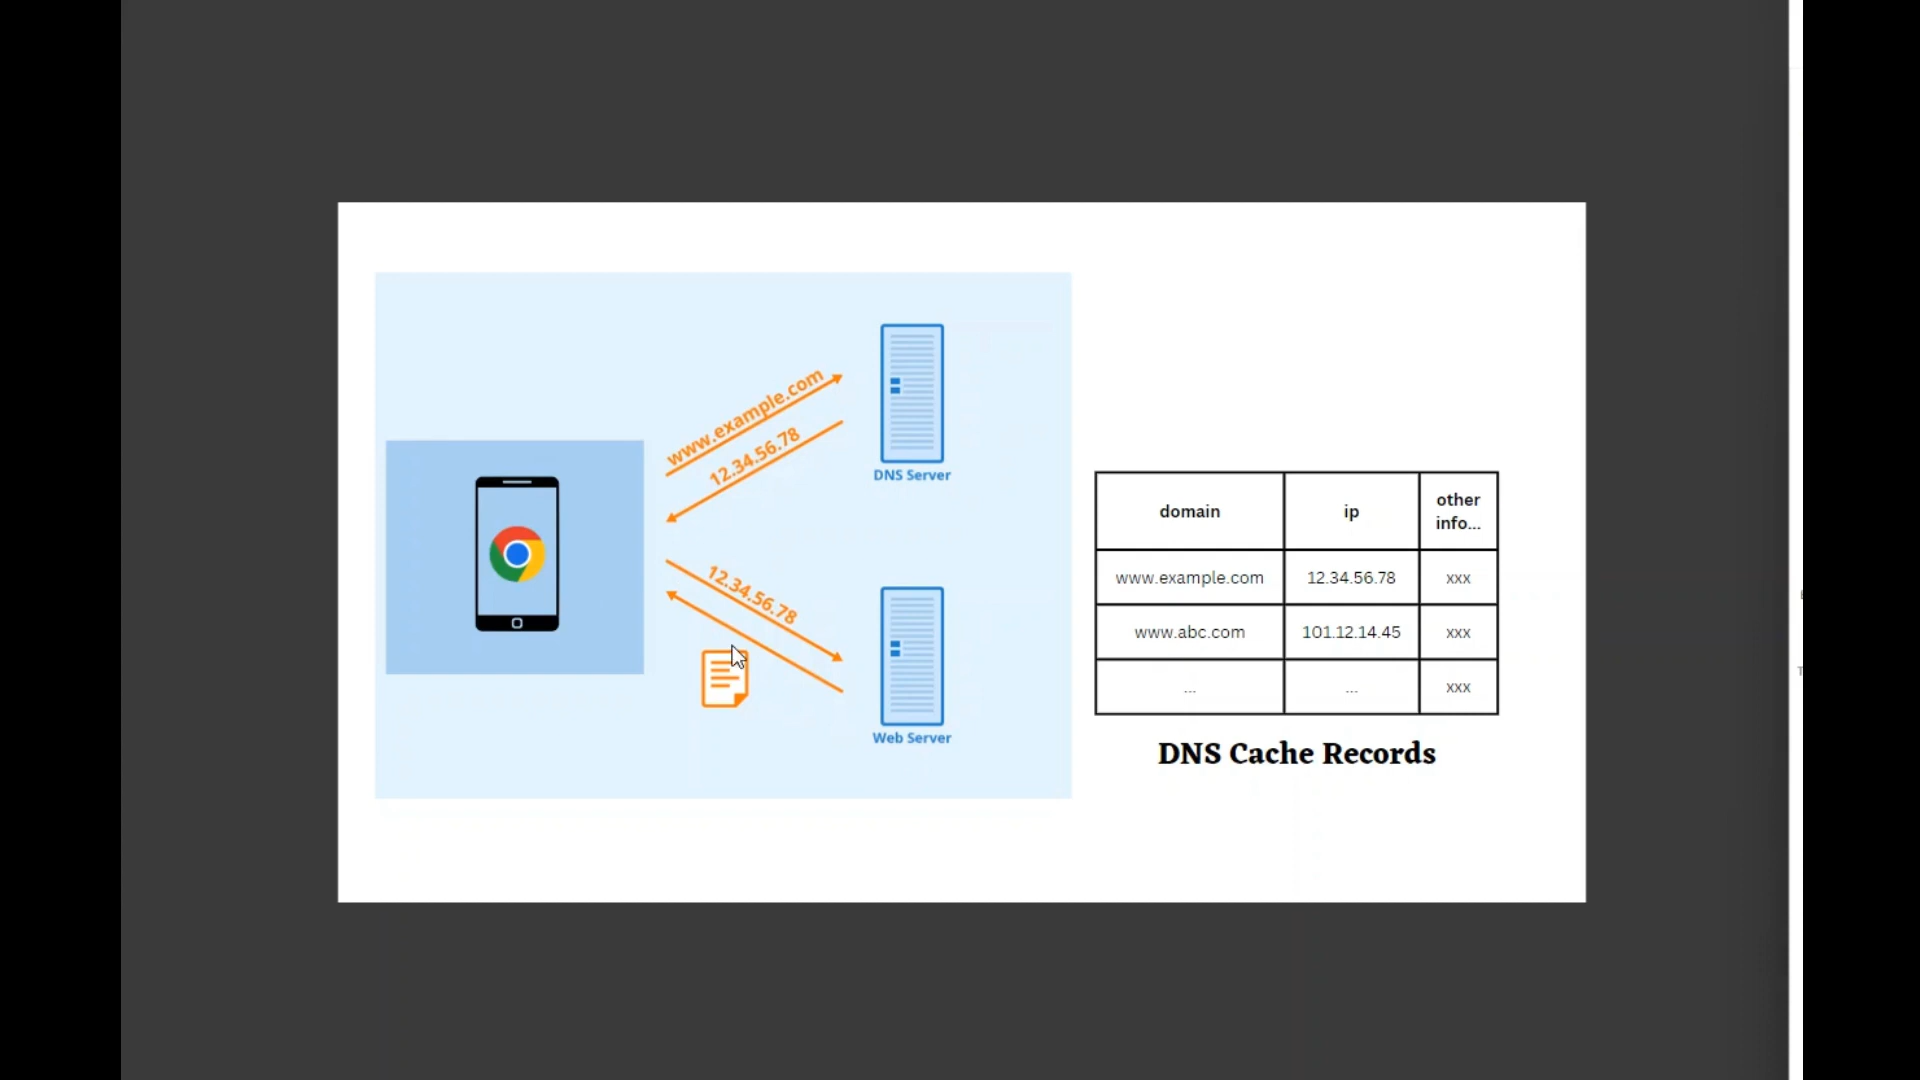 www.example.com
12.34.56.78
DNS Server
12.34.56.78
Web Server
domain ip other info...
www.example.com 12.34.56.78 xxx
www.abc.com 101.12.14.45 xxx
... ... xxx
DNS Cache Records